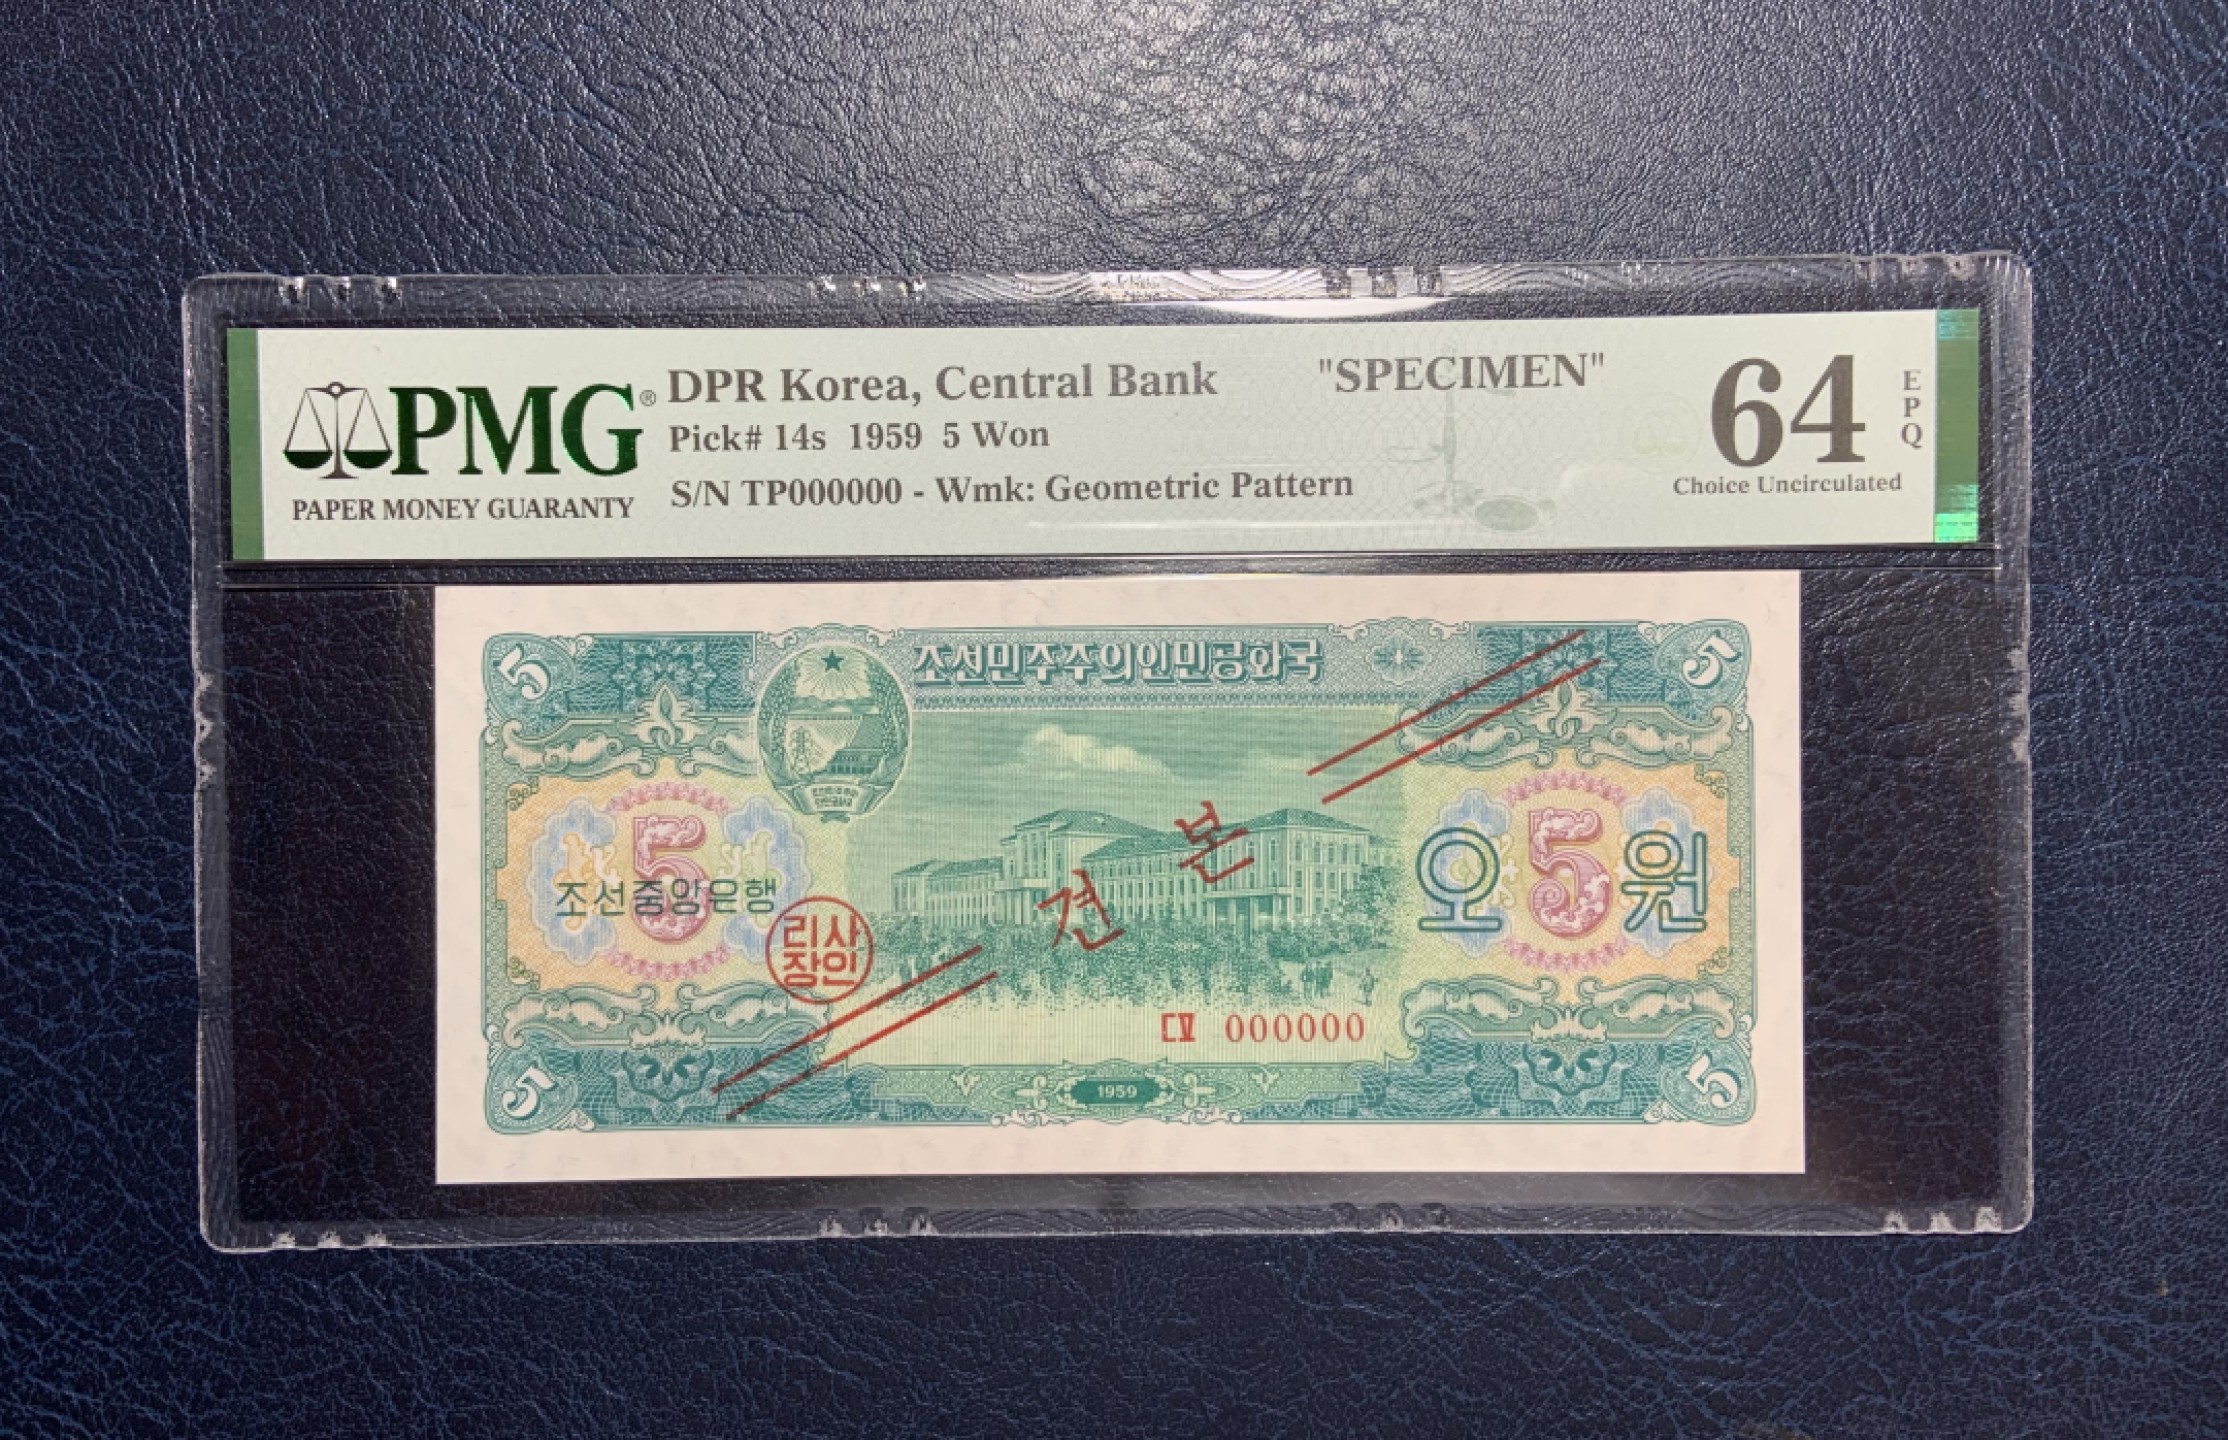 PMG®
PAPER MONEY GUARANTY
DPR Korea, Central Bank "SPECIMEN"
Pick# 14s 1959 5 Won
S/N TP000000 - Wmk: Geometric Pattern
64
EPQ
Choice Uncirculated
5
조선민주주의인민공화국
5
5
조선중앙은행
리사
장인
견본
오 5 원
000000
5
1959
5